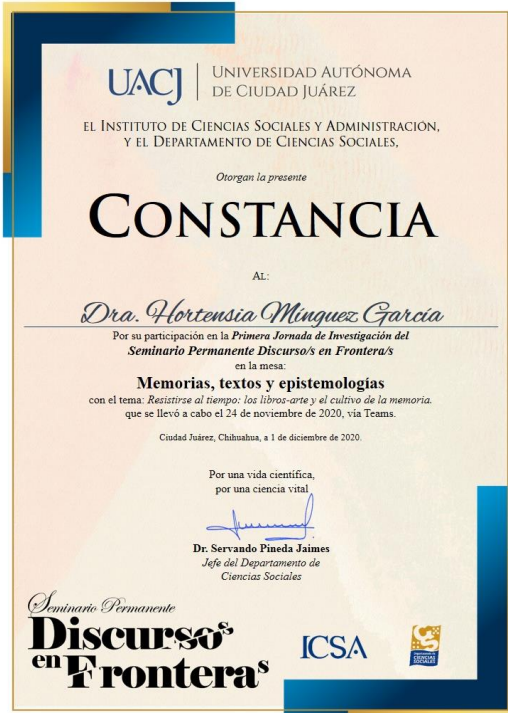 UACJ
UNIVERSIDAD AUTÓNOMA
DE CIUDAD JUÁREZ
EL INSTITUTO DE CIENCIAS SOCIALES Y ADMINISTRACIÓN,
Y EL DEPARTAMENTO DE CIENCIAS SOCIALES,
Otorgan la presente
CONSTANCIA
AL:
Dra. Hortensia Mínguez García
Por su participación en la Primera Jornada de Investigación del
Seminario Permanente Discurso/s en Frontera/s
en la mesa:
Memorias, textos y epistemologías
con el tema: Resistirse al tiempo: los libros-arte y el cultivo de la memoria.
que se llevó a cabo el 24 de noviembre de 2020, vía Teams.
Ciudad Juárez, Chihuahua, a 1 de diciembre de 2020.
Por una vida científica,
por una ciencia vital
Dr. Servando Pineda Jaimes
Jefe del Departamento de
Ciencias Sociales
Seminario Permanente
Discursos
en Fronteras
ICSA
CIENCIAS
SOCIALES